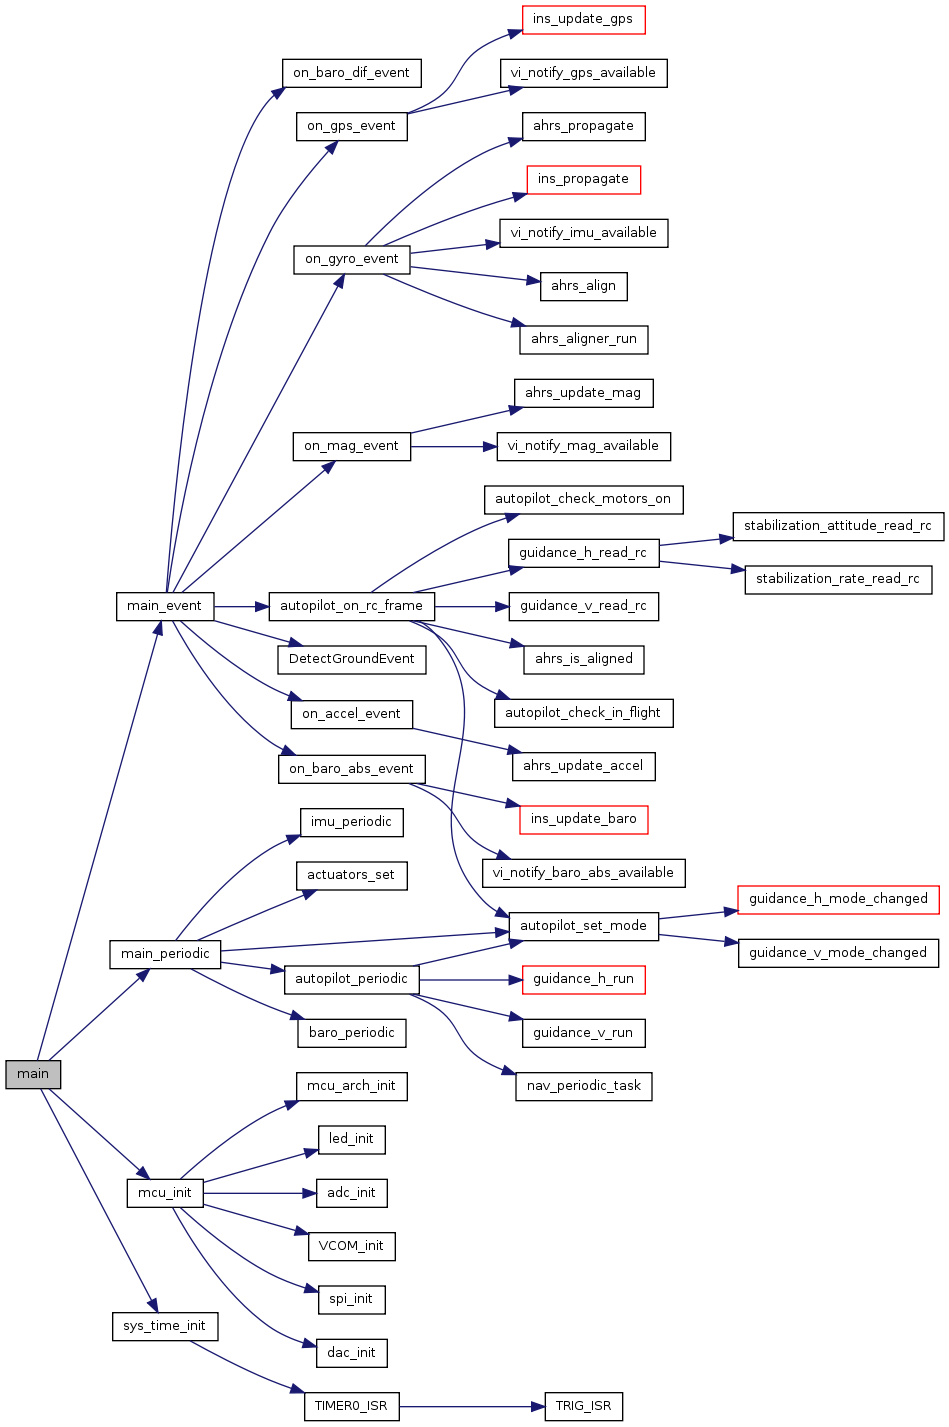 ins_update_gps
on_baro_dif_event
vi_notify_gps_available
on_gps_event
ahrs_propagate
ins_propagate
vi_notify_imu_available
on_gyro_event
ahrs_align
ahrs_aligner_run
ahrs_update_mag
on_mag_event
vi_notify_mag_available
autopilot_check_motors_on
stabilization_attitude_read_rc
guidance_h_read_rc
stabilization_rate_read_rc
main_event
autopilot_on_rc_frame
guidance_v_read_rc
DetectGroundEvent
ahrs_is_aligned
on_accel_event
autopilot_check_in_flight
on_baro_abs_event
ahrs_update_accel
imu_periodic
ins_update_baro
actuators_set
vi_notify_baro_abs_available
guidance_h_mode_changed
autopilot_set_mode
main_periodic
guidance_v_mode_changed
autopilot_periodic
guidance_h_run
baro_periodic
guidance_v_run
main
mcu_arch_init
nav_periodic_task
led_init
mcu_init
adc_init
VCOM_init
spi_init
sys_time_init
dac_init
TIMER0_ISR
TRIG_ISR